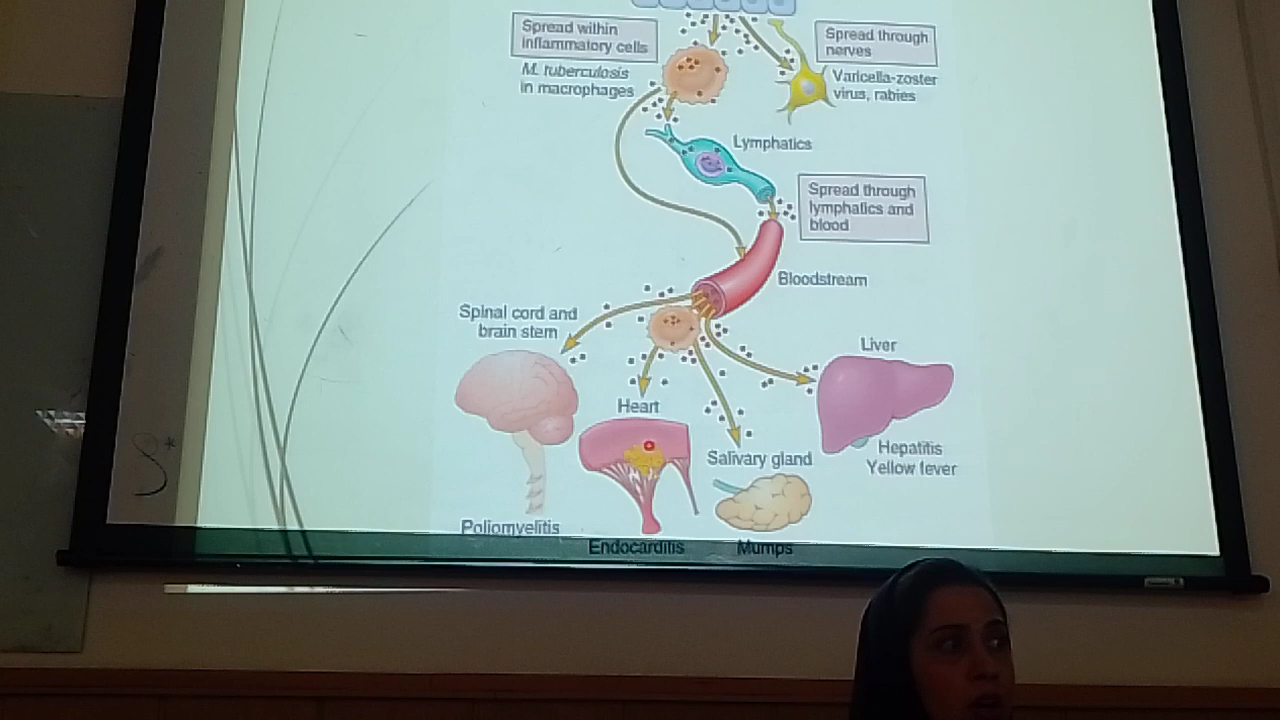 Spread within
inflammatory cells
M. tuberculosis
in macrophages
Spread through
nerves
Varicella-zoster
virus, rabies
Lymphatics
Spread through
lymphatics and
blood
Bloodstream
Spinal cord and
brain stem
Liver
Heart
Salivary gland
Hepatitis
Yellow fever
Poliomyelitis
Endocarditis
Mumps